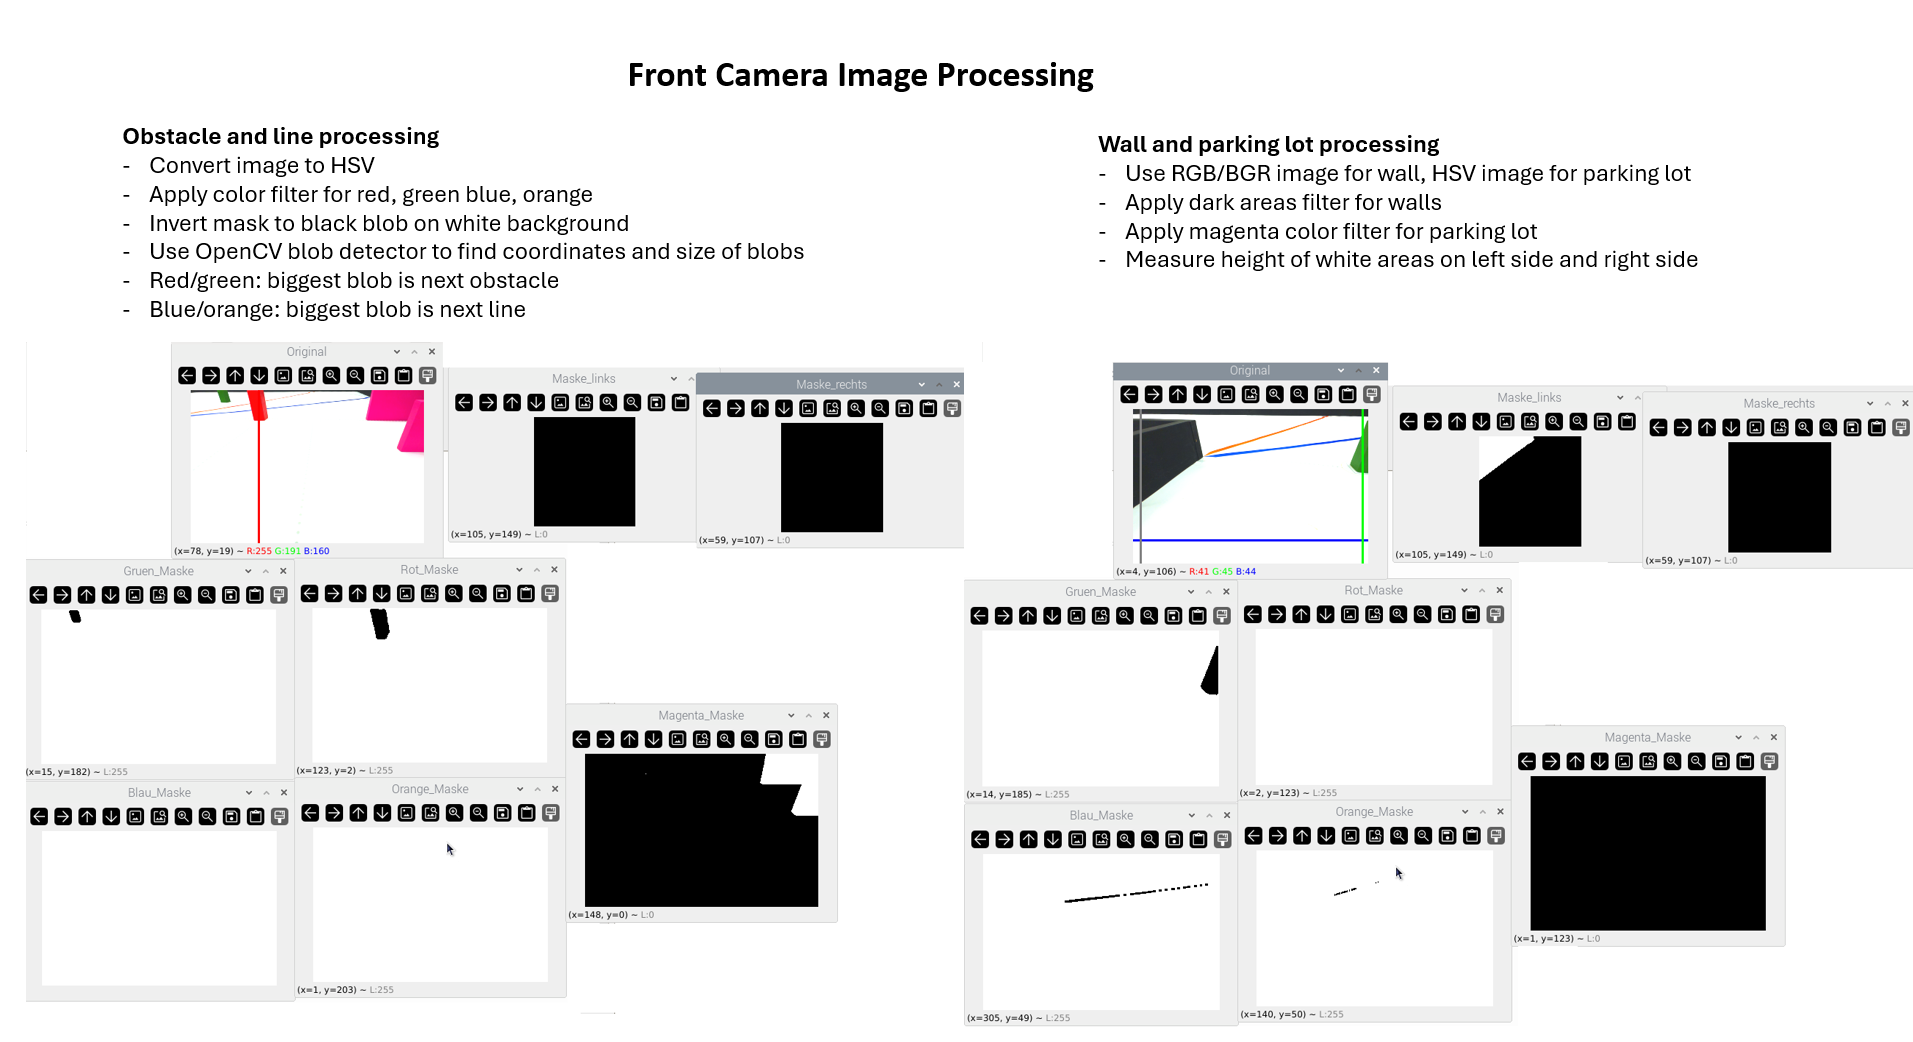 Front Camera Image Processing
Obstacle and line processing
- Convert image to HSV
- Apply color filter for red, green blue, orange
- Invert mask to black blob on white background
- Use OpenCV blob detector to find coordinates and size of blobs
- Red/green: biggest blob is next obstacle
- Blue/orange: biggest blob is next line
Wall and parking lot processing
- Use RGB/BGR image for wall, HSV image for parking lot
- Apply dark areas filter for walls
- Apply magenta color filter for parking lot
- Measure height of white areas on left side and right side
Original
(x=78, y=19) ~ R:255 G:191 B:160
Maske_links
(x=105, y=149) ~ L:0
Maske_rechts
(x=59, y=107) ~ L:0
Gruen_Maske
(x=15, y=182) ~ L:255
Rot_Maske
(x=123, y=2) ~ L:255
Blau_Maske
Orange_Maske
(x=1, y=203) ~ L:255
Magenta_Maske
(x=148, y=0) ~ L:0
Original
(x=4, y=106) ~ R:41 G:45 B:44
Maske_links
(x=105, y=149) ~ L:0
Maske_rechts
(x=59, y=107) ~ L:0
Gruen_Maske
(x=14, y=185) ~ L:255
Rot_Maske
(x=2, y=123) ~ L:255
Blau_Maske
(x=305, y=49) ~ L:255
Orange_Maske
(x=140, y=50) ~ L:255
Magenta_Maske
(x=1, y=123) ~ L:0